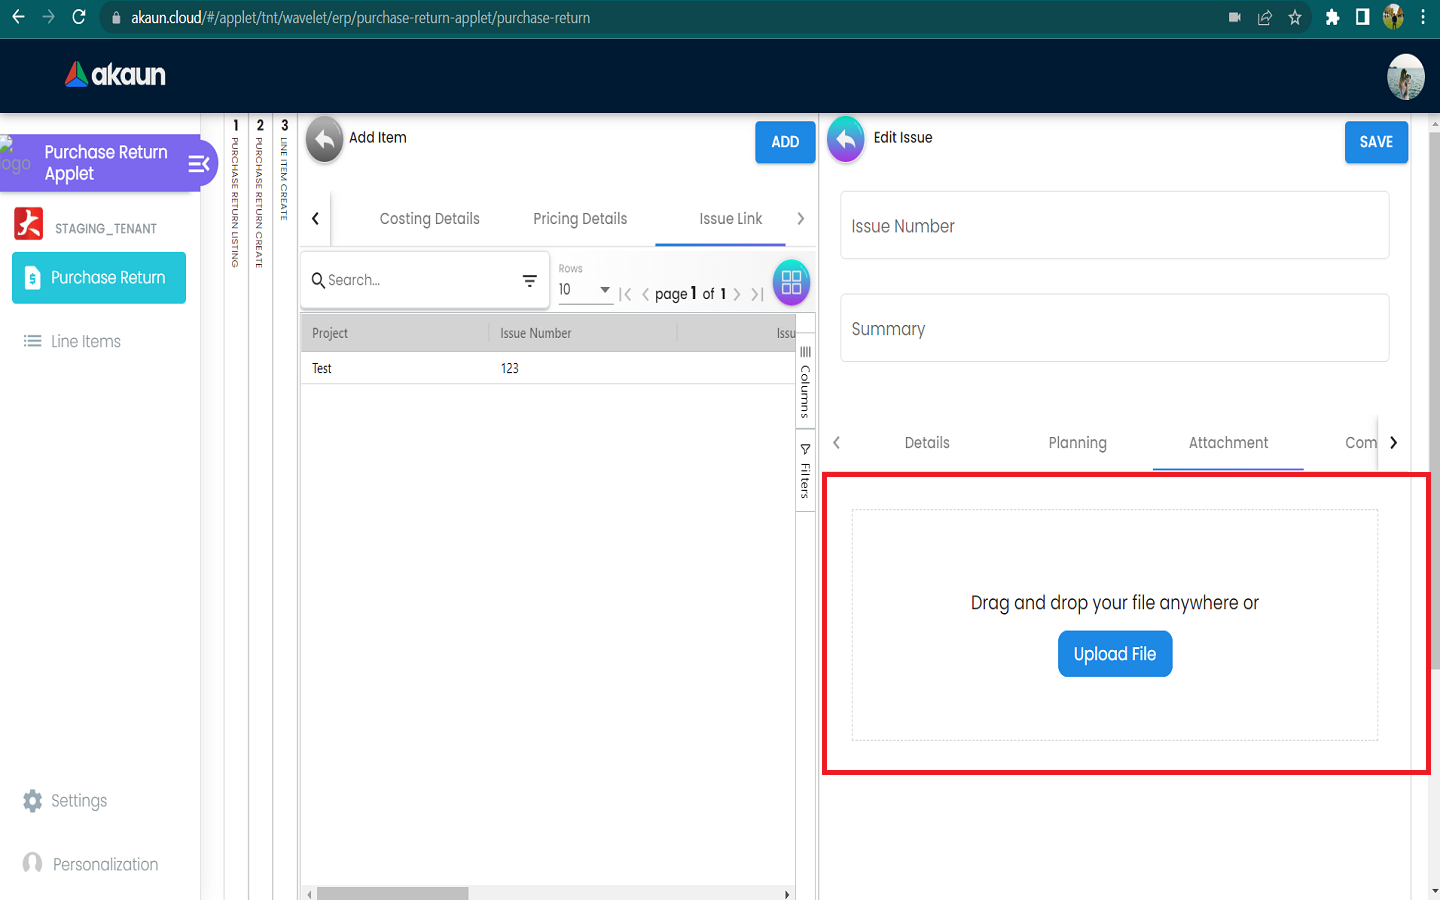 akaun.cloud/#/applet/tnt/wavelet/erp/purchase-return-applet/purchase-return
akaun
logo
Purchase Return
Applet
STAGING_TENANT
Purchase Return
Line Items
Settings
Personalization
1
PURCHASE RETURN LISTING
2
PURCHASE RETURN CREATE
3
LINE ITEM CREATE
Add Item
ADD
Costing Details
Pricing Details
Issue Link
Search...
Rows
10
page 1 of 1
Project
Issue Number
Issu
Test
123
Columns
Filters
Edit Issue
SAVE
Issue Number
Summary
Details
Planning
Attachment
Com
Drag and drop your file anywhere or
Upload File